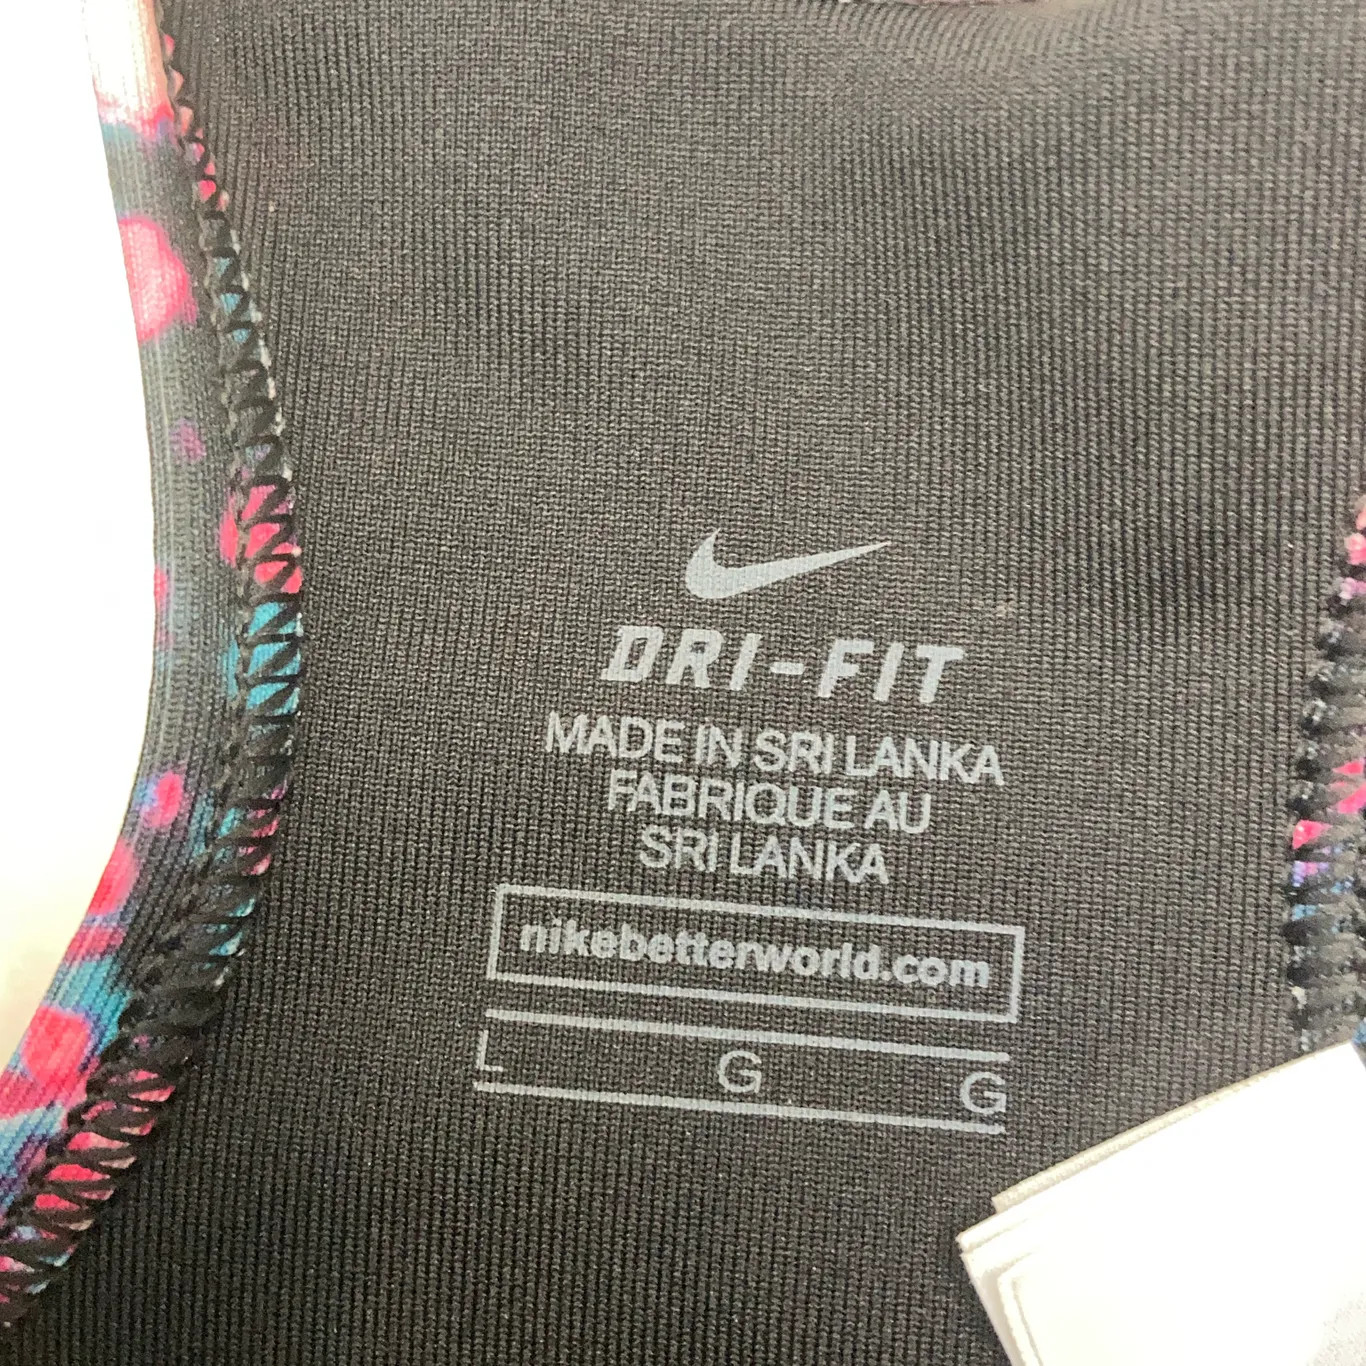 DRI-FIT
MADE IN SRI LANKA
FABRIQUE AU
SRI LANKA
nikebetterworld.com
L G G